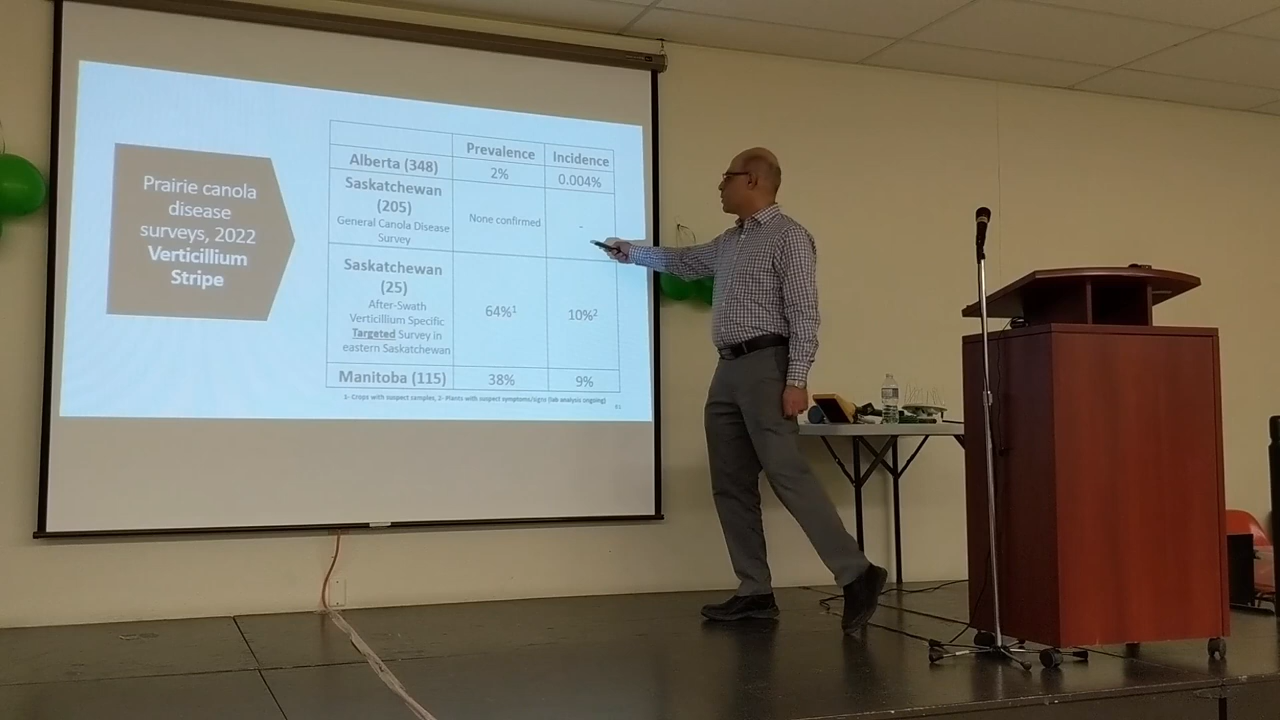 Prairie canola
disease
surveys, 2022
Verticillium
Stripe
Prevalence Incidence
Alberta (348) 2% 0.004%
Saskatchewan
(205)
General Canola Disease
Survey
None confirmed -
Saskatchewan
(25)
After-Swath
Verticillium Specific
Targeted Survey in
eastern Saskatchewan
64%¹ 10%²
Manitoba (115) 38% 9%
1- Crops with suspect samples, 2- Plants with suspect symptoms/signs (lab analysis ongoing)